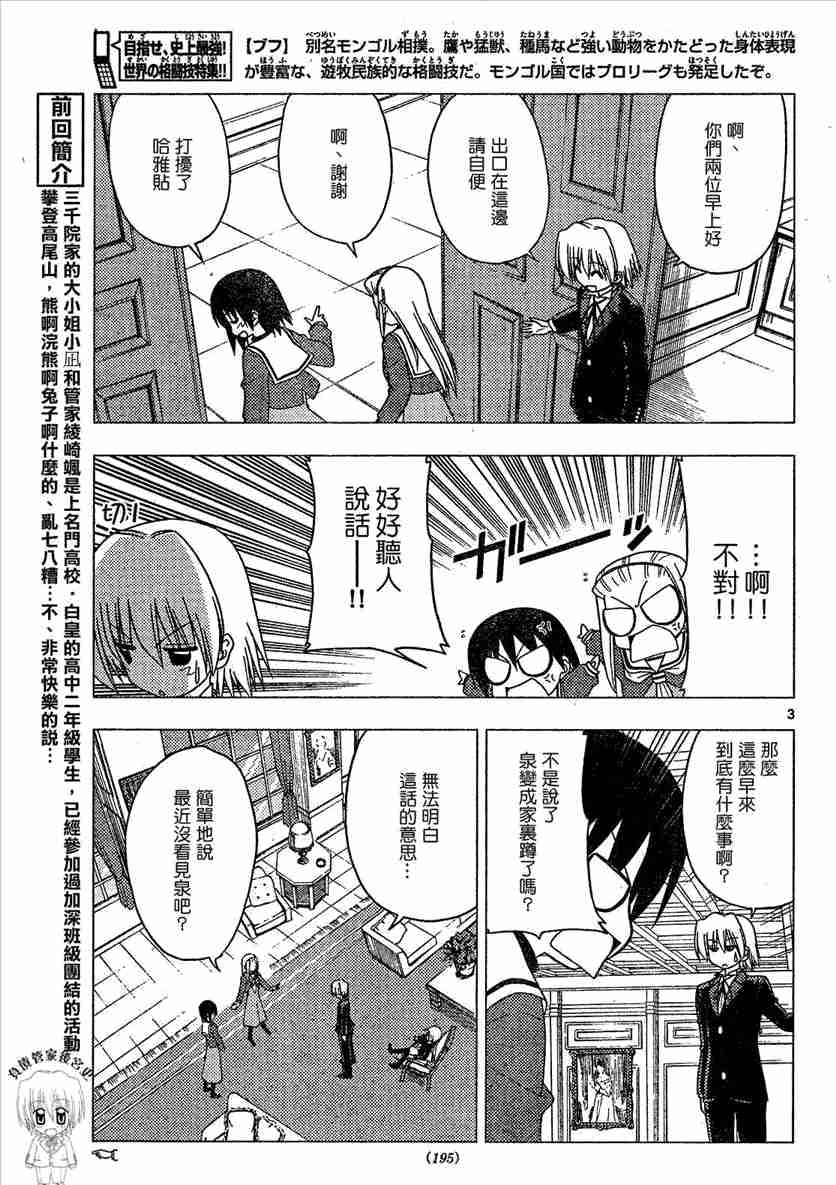 目指せ、史上最強!
世界の格闘技特集!!
【ブフ】 別名モンゴル相撲。鷹や猛獣、種馬など強い動物をかたどった身体表現
が豊富な、遊牧民族的な格闘技だ。モンゴル国ではプロリーグも発足したぞ。
前回簡介
三千院家的大小姐小凪和管家綾崎颯是上名門高校·白皇的高中二年級學生,已經參加過加深班級團結的活動
攀登高尾山,熊啊浣熊啊兔子啊什麼的、亂七八糟…不、非常快樂的說…
啊、
你們兩位早上好
出口在這邊
請自便
啊、謝謝
打擾了
哈雅貼
…啊!!
不對!!
好好聽人
說話──!!
3
那麼
這麼早來
到底有什麼事啊?
不是說了
泉變成家裏蹲了嗎?
無法明白
這話的意思…
簡單地說
最近沒看見泉吧?
負債管家後宮史
(195)